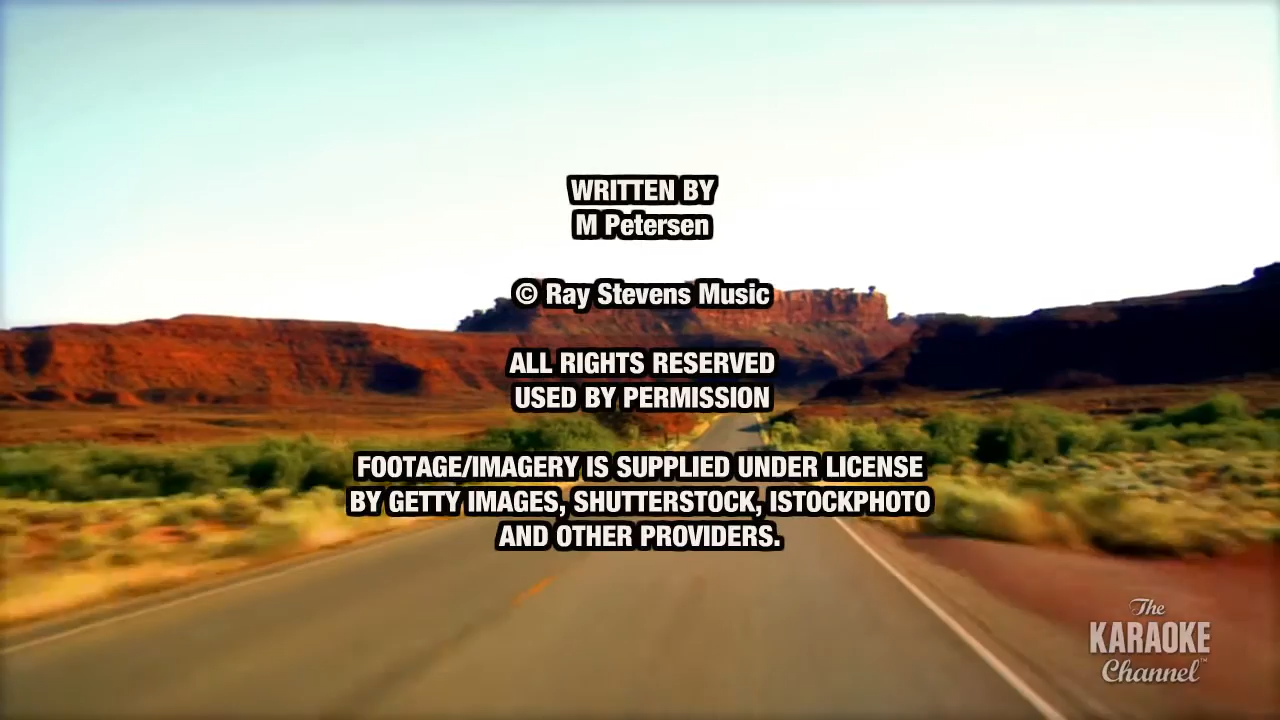 WRITTEN BY
M Petersen
© Ray Stevens Music
ALL RIGHTS RESERVED
USED BY PERMISSION
FOOTAGE/IMAGERY IS SUPPLIED UNDER LICENSE
BY GETTY IMAGES, SHUTTERSTOCK, ISTOCKPHOTO
AND OTHER PROVIDERS.
The
KARAOKE
Channel™